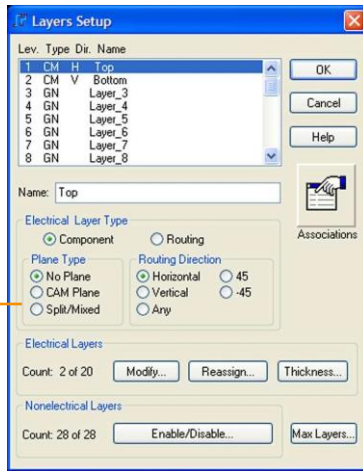 Layers Setup
Lev. Type Dir. Name
1 CM H Top
2 CM V Bottom
3 GN Layer_3
4 GN Layer_4
5 GN Layer_5
6 GN Layer_6
7 GN Layer_7
8 GN Layer_8
OK
Cancel
Help
Associations
Name: Top
Electrical Layer Type
Component Routing
Plane Type
No Plane
CAM Plane
Split/Mixed
Routing Direction
Horizontal 45
Vertical -45
Any
Electrical Layers
Count: 2 of 20 Modify... Reassign... Thickness...
Nonelectrical Layers
Count: 28 of 28 Enable/Disable... Max Layers...